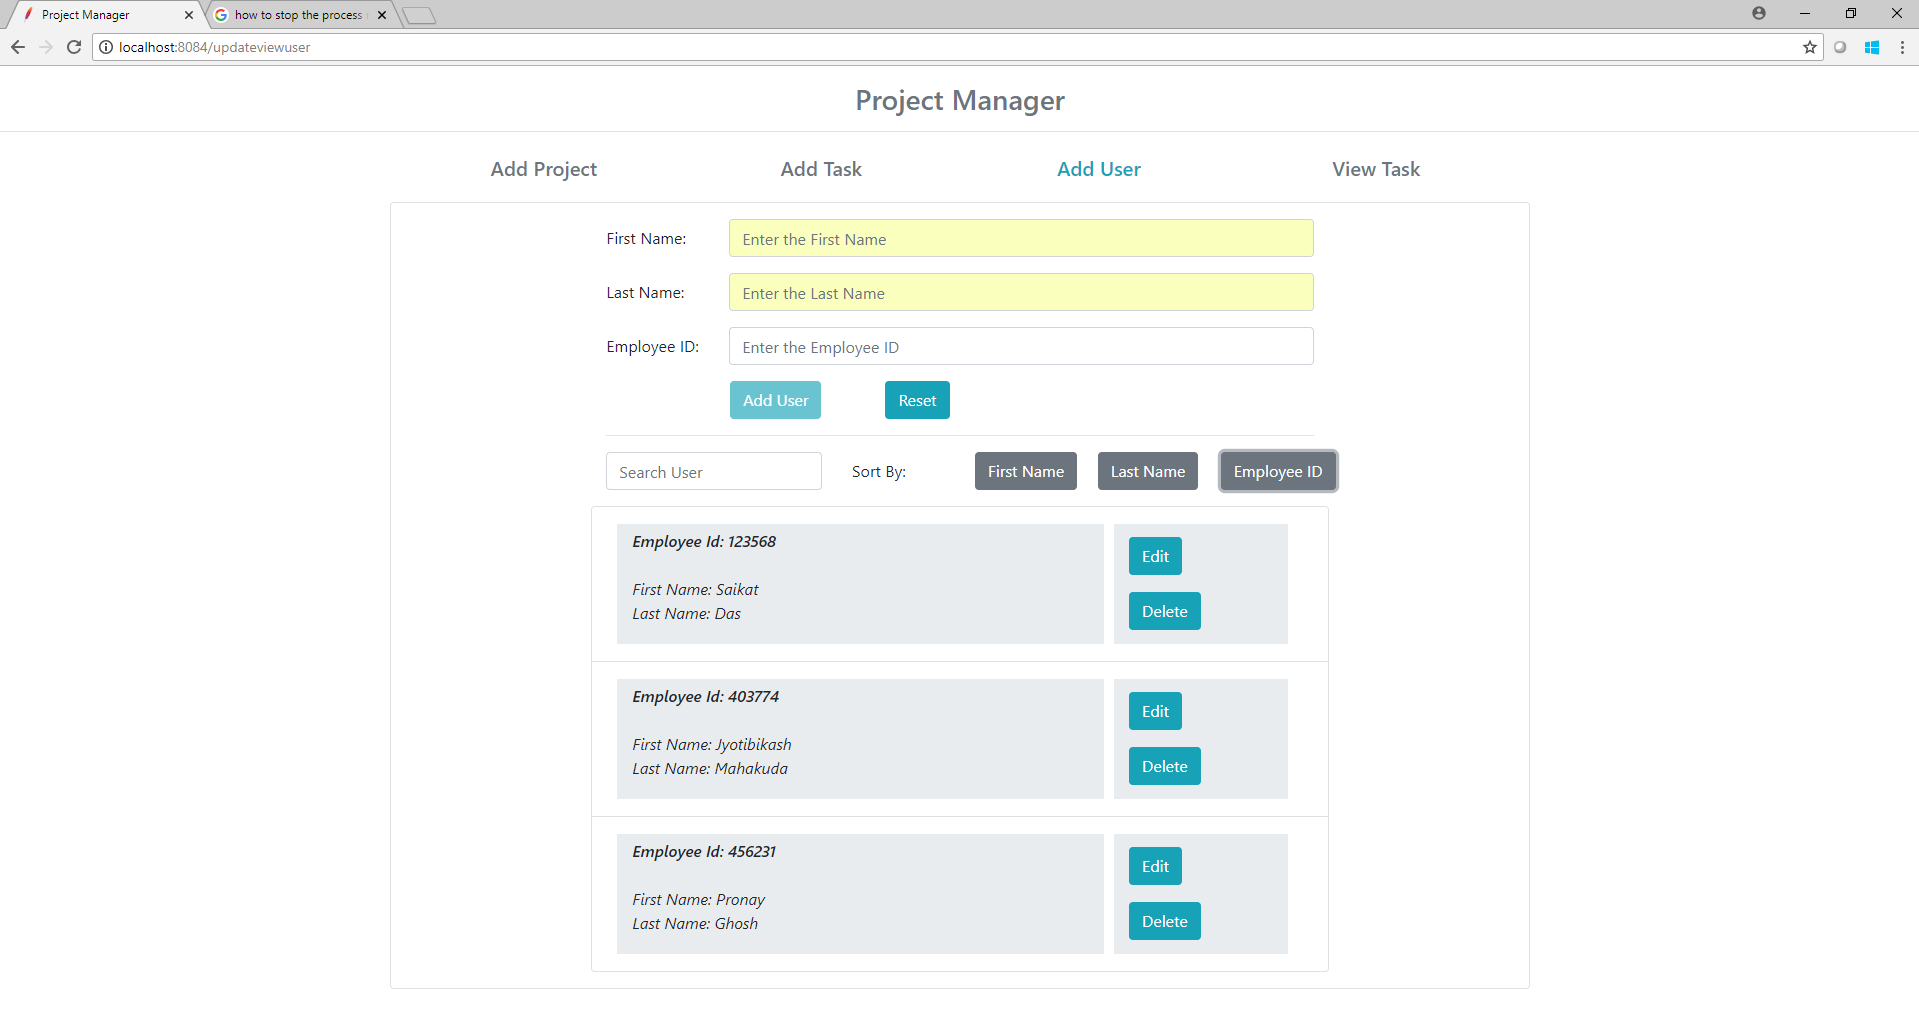 Project Manager
how to stop the process
localhost:8084/updateviewuser
Project Manager
Add Project Add Task Add User View Task
First Name: Enter the First Name
Last Name: Enter the Last Name
Employee ID: Enter the Employee ID
Add User Reset
Search User Sort By: First Name Last Name Employee ID
Employee Id: 123568
Edit
First Name: Saikat
Last Name: Das
Delete
Employee Id: 403774
Edit
First Name: Jyotibikash
Last Name: Mahakuda
Delete
Employee Id: 456231
Edit
First Name: Pronay
Last Name: Ghosh
Delete